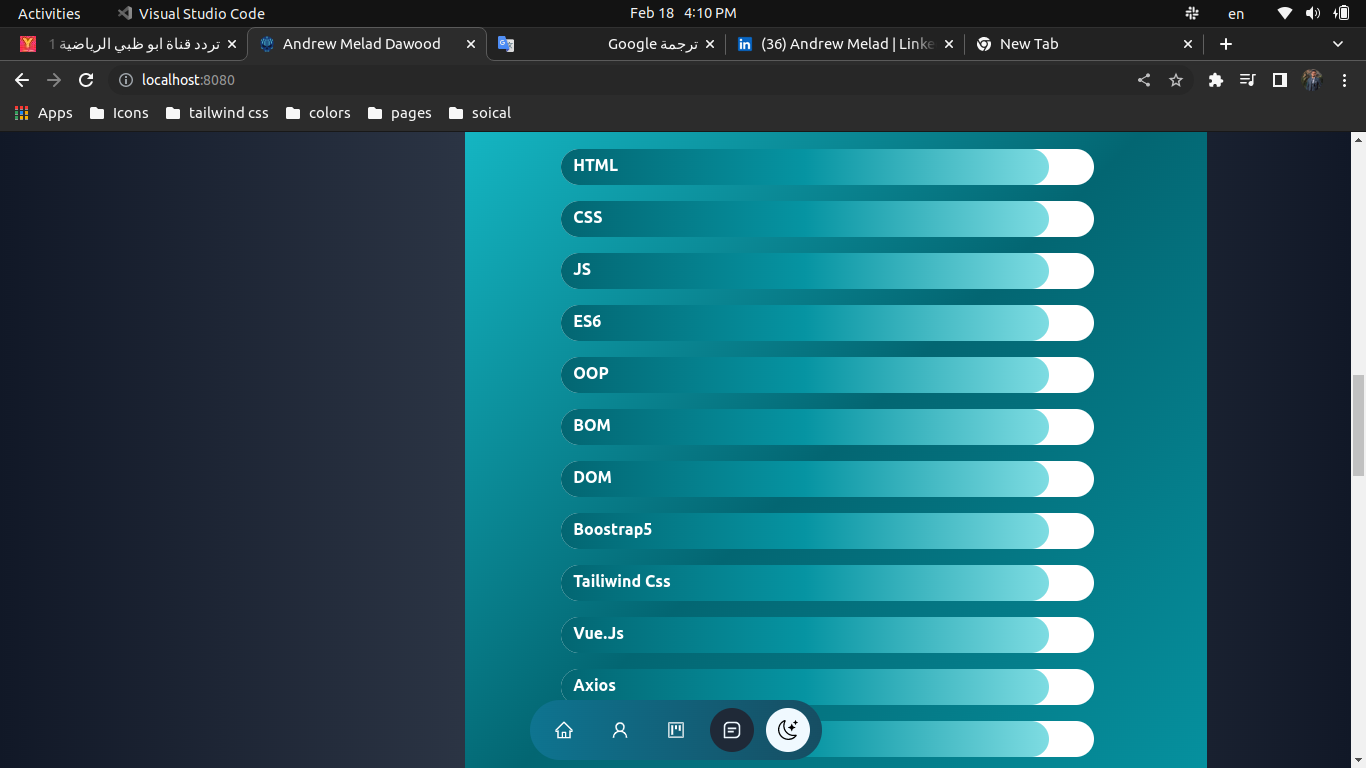 Activities
Visual Studio Code
Feb 18 4:10 PM
en
تردد قناة ابو ظبي الرياضية 1
Andrew Melad Dawood
ترجمة Google
(36) Andrew Melad | Linke
New Tab
localhost:8080
Apps
Icons
tailwind css
colors
pages
soical
HTML
CSS
JS
ES6
OOP
BOM
DOM
Boostrap5
Tailiwind Css
Vue.Js
Axios